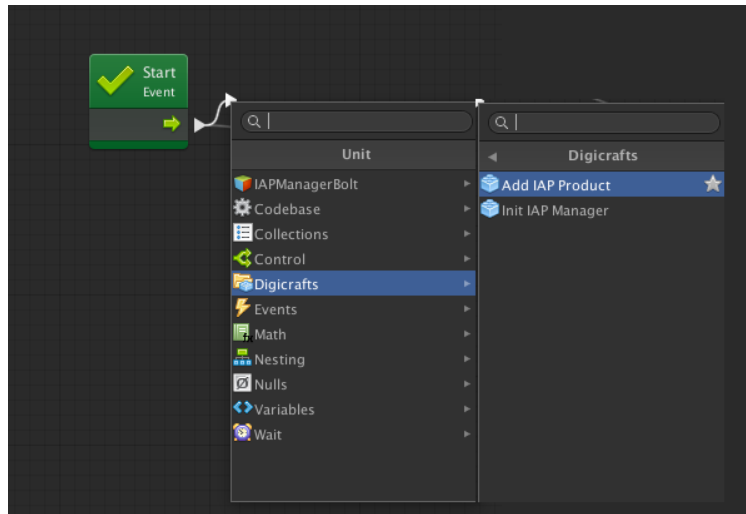 Start
Event
Unit
IAPManagerBolt
Codebase
Collections
Control
Digicrafts
Events
Math
Nesting
Nulls
Variables
Wait
Digicrafts
Add IAP Product
Init IAP Manager